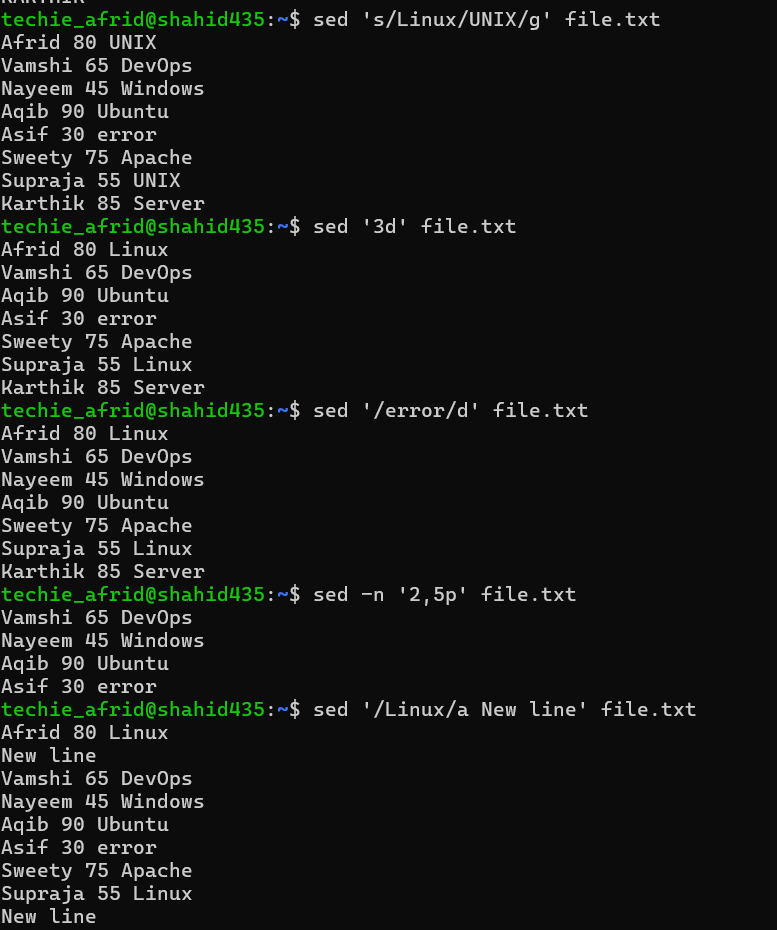 techie_afrid@shahid435:~$ sed 's/Linux/UNIX/g' file.txt
Afrid 80 UNIX
Vamshi 65 DevOps
Nayeem 45 Windows
Aqib 90 Ubuntu
Asif 30 error
Sweety 75 Apache
Supraja 55 UNIX
Karthik 85 Server
techie_afrid@shahid435:~$ sed '3d' file.txt
Afrid 80 Linux
Vamshi 65 DevOps
Aqib 90 Ubuntu
Asif 30 error
Sweety 75 Apache
Supraja 55 Linux
Karthik 85 Server
techie_afrid@shahid435:~$ sed '/error/d' file.txt
Afrid 80 Linux
Vamshi 65 DevOps
Nayeem 45 Windows
Aqib 90 Ubuntu
Sweety 75 Apache
Supraja 55 Linux
Karthik 85 Server
techie_afrid@shahid435:~$ sed -n '2,5p' file.txt
Vamshi 65 DevOps
Nayeem 45 Windows
Aqib 90 Ubuntu
Asif 30 error
techie_afrid@shahid435:~$ sed '/Linux/a New line' file.txt
Afrid 80 Linux
New line
Vamshi 65 DevOps
Nayeem 45 Windows
Aqib 90 Ubuntu
Asif 30 error
Sweety 75 Apache
Supraja 55 Linux
New line